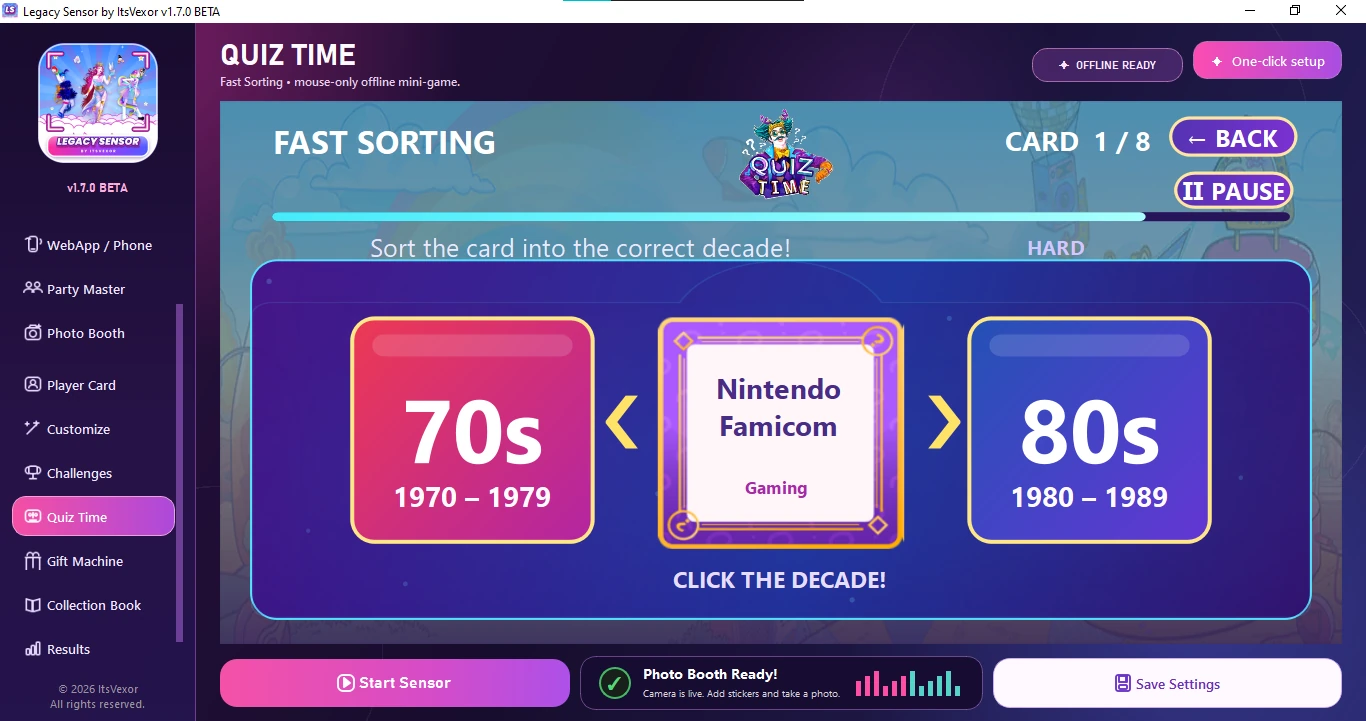 Legacy Sensor by ItsVexor v1.7.0 BETA
LEGACY SENSOR
BY ITSVEXOR
v1.7.0 BETA
WebApp / Phone
Party Master
Photo Booth
Player Card
Customize
Challenges
Quiz Time
Gift Machine
Collection Book
Results
© 2026 ItsVexor
All rights reserved.
QUIZ TIME
Fast Sorting • mouse-only offline mini-game.
OFFLINE READY
One-click setup
FAST SORTING
QUIZ
TIME
CARD 1 / 8
← BACK
II PAUSE
Sort the card into the correct decade!
HARD
70s
1970 – 1979
Nintendo
Famicom
Gaming
80s
1980 – 1989
CLICK THE DECADE!
Start Sensor
Photo Booth Ready!
Camera is live. Add stickers and take a photo.
Save Settings